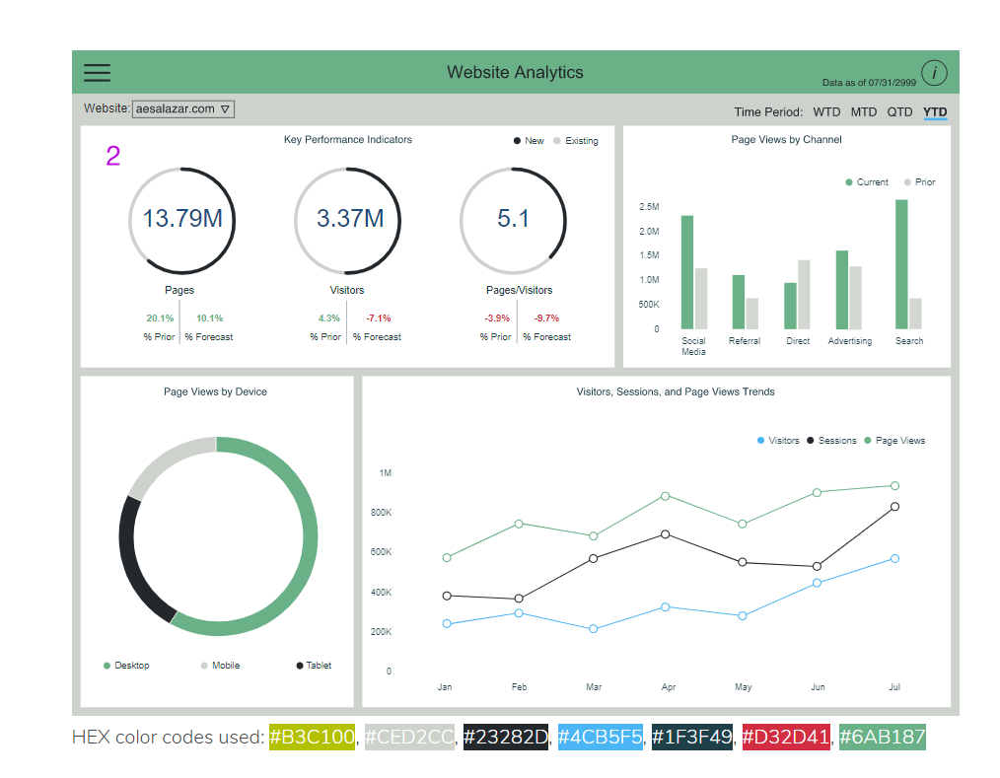 Website Analytics
Data as of 07/31/2999
i
Website: aesalazar.com ▽
Time Period: WTD MTD QTD YTD
2
Key Performance Indicators
New Existing
13.79M
3.37M
5.1
Pages
Visitors
Pages/Visitors
20.1% 10.1%
% Prior % Forecast
4.3% -7.1%
% Prior % Forecast
-3.9% -9.7%
% Prior % Forecast
Page Views by Channel
Current Prior
2.5M
2.0M
1.5M
1.0M
500K
0
Social Media
Referral
Direct
Advertising
Search
Page Views by Device
Desktop Mobile Tablet
Visitors, Sessions, and Page Views Trends
Visitors Sessions Page Views
1M
800K
600K
400K
200K
0
Jan Feb Mar Apr May Jun Jul
HEX color codes used: #B3C100, #CED2CC, #23282D, #4CB5F5, #1F3F49, #D32D41, #6AB187